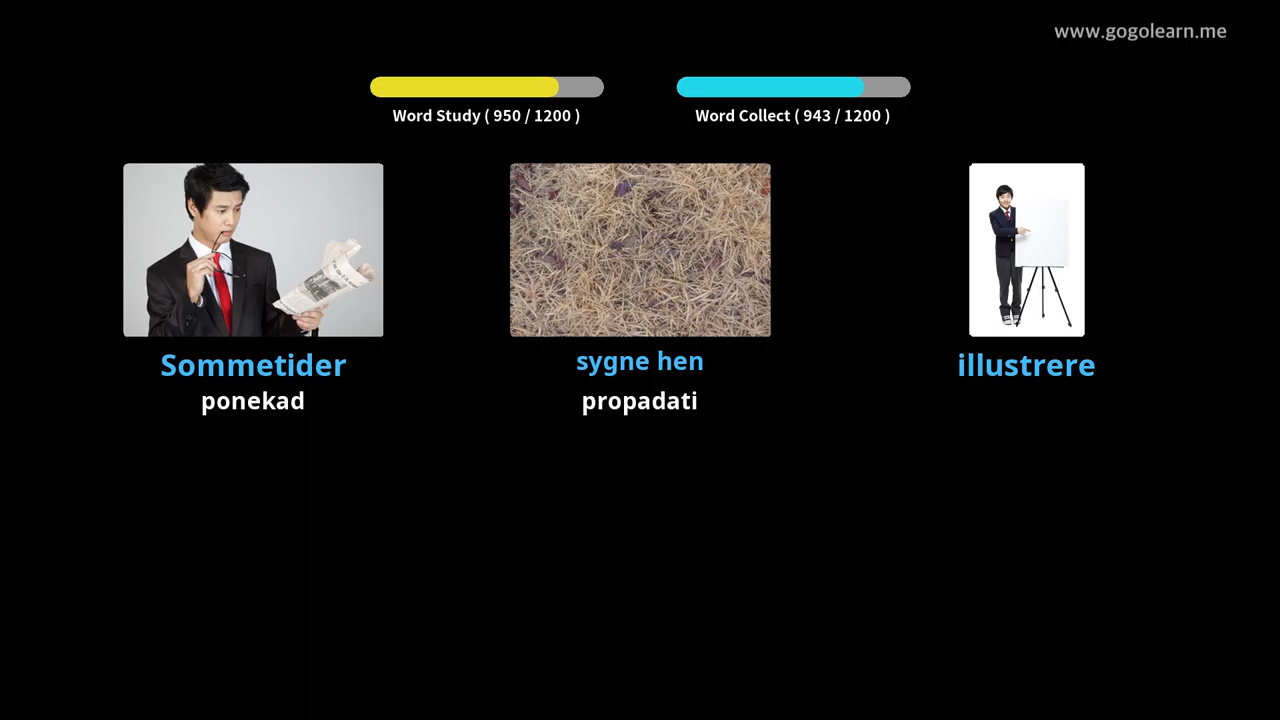 www.gogolearn.me
Word Study ( 950 / 1200 )
Word Collect ( 943 / 1200 )
Sommetider
ponekad
sygne hen
propadati
illustrere